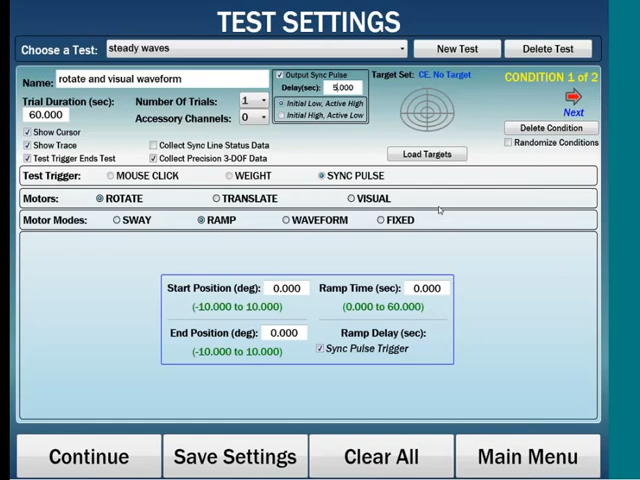 TEST SETTINGS
Choose a Test: steady waves New Test Delete Test
Name: rotate and visual waveform
Output Sync Pulse
Delay(sec): 5.000
Initial Low, Active High
Initial High, Active Low
Target Set: CE. No Target
CONDITION 1 of 2
Trial Duration (sec):
60.000
Number Of Trials: 1
Accessory Channels: 0
Next
Load Targets
Delete Condition
Randomize Conditions
Show Cursor
Show Trace
Test Trigger Ends Test
Collect Sync Line Status Data
Collect Precision 3-DOF Data
Test Trigger: MOUSE CLICK WEIGHT SYNC PULSE
Motors: ROTATE TRANSLATE VISUAL
Motor Modes: SWAY RAMP WAVEFORM FIXED
Start Position (deg): 0.000 Ramp Time (sec): 0.000
(-10.000 to 10.000) (0.000 to 60.000)
End Position (deg): 0.000 Ramp Delay (sec):
(-10.000 to 10.000) Sync Pulse Trigger
Continue Save Settings Clear All Main Menu